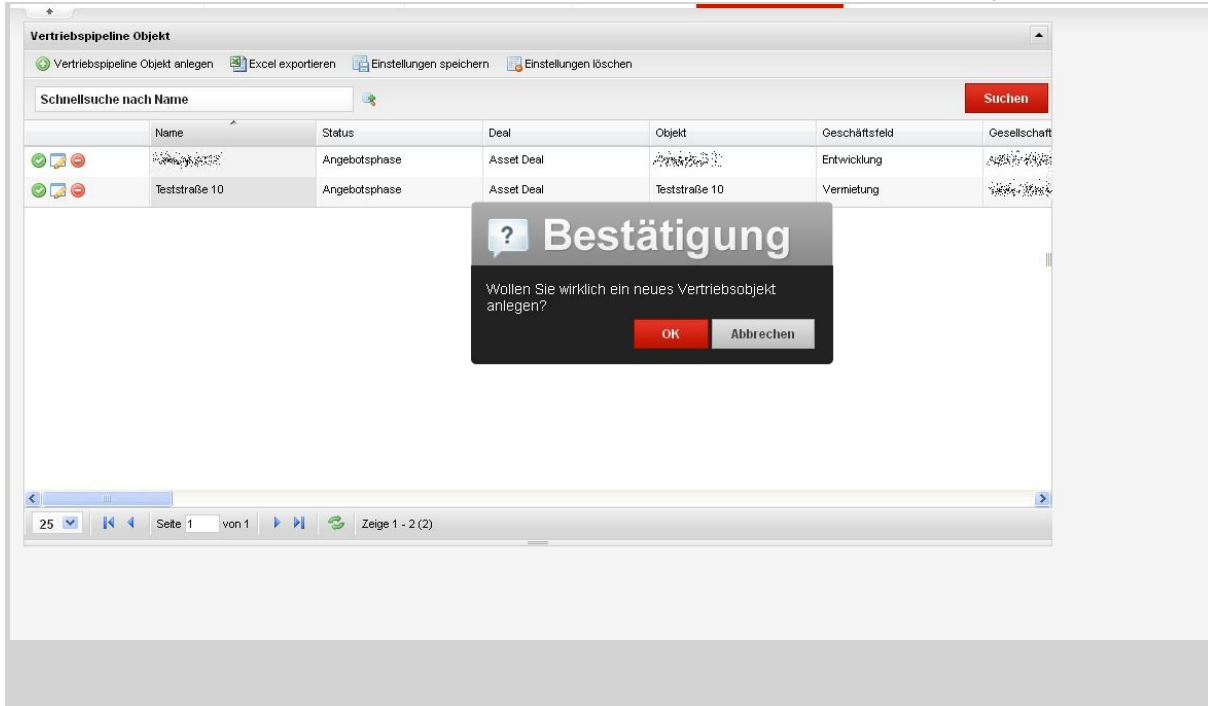 Vertriebspipeline Objekt
Vertriebspipeline Objekt anlegen Excel exportieren Einstellungen speichern Einstellungen löschen
Schnellsuche nach Name Suchen
Name Status Deal Objekt Geschäftsfeld Gesellschaft
Angebotsphase Asset Deal Entwicklung
Teststraße 10 Angebotsphase Asset Deal Teststraße 10 Vermietung
? Bestätigung
Wollen Sie wirklich ein neues Vertriebsobjekt
anlegen?
OK Abbrechen
25 Seite 1 von 1 Zeige 1 - 2 (2)